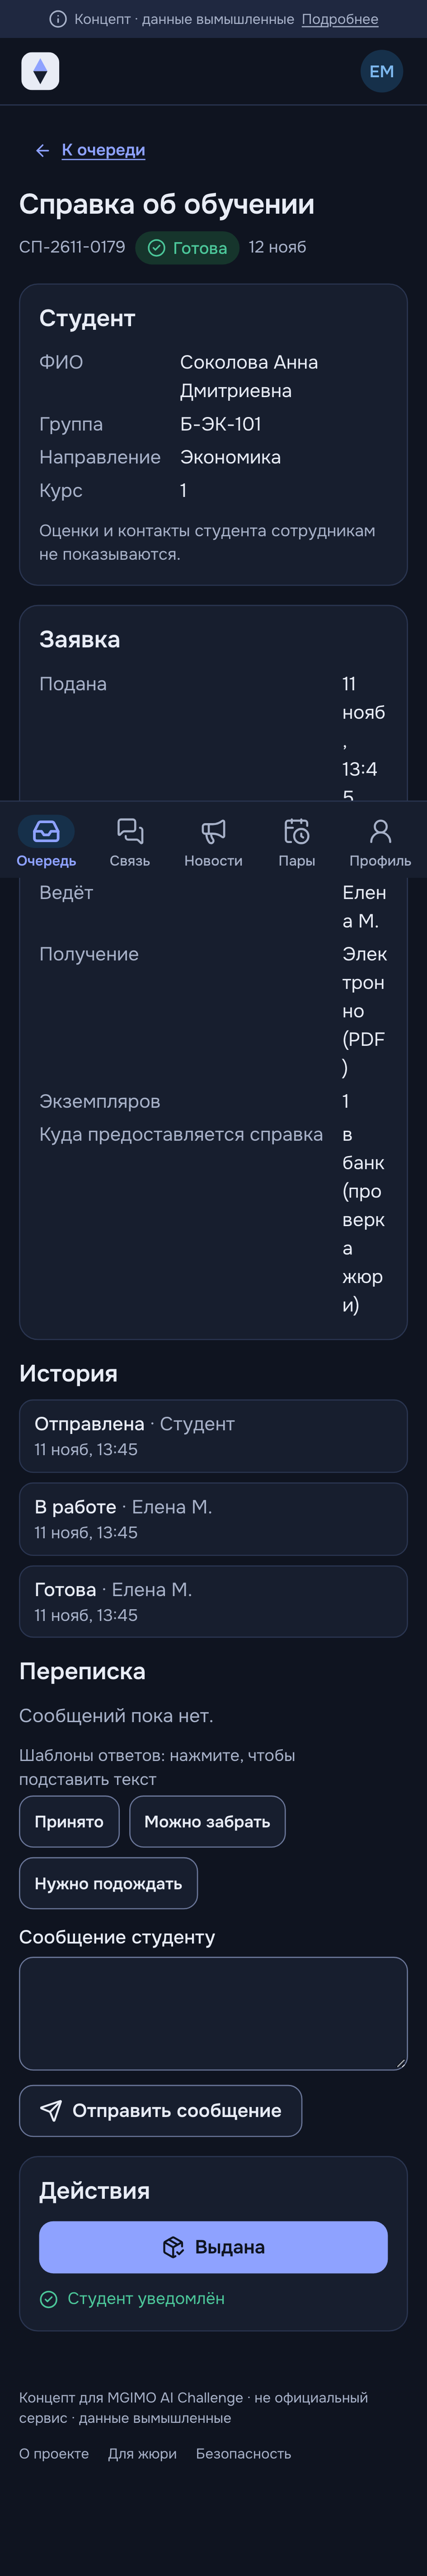 Концепт · данные вымышленные Подробнее
ЕМ
К очереди
Справка об обучении
СП-2611-0179 Готова 12 нояб
Студент
ФИО Соколова Анна
Дмитриевна
Группа Б-ЭК-101
Направление Экономика
Курс 1
Оценки и контакты студента сотрудникам
не показываются.
Заявка
Подана 11
нояб
,
13:4
5
Очередь Связь Новости Пары Профиль
Ведёт Елен
а М.
Получение Элек
трон
но
(PDF
)
Экземпляров 1
Куда предоставляется справка в
банк
(про
верк
а
жюр
и)
История
Отправлена · Студент
11 нояб, 13:45
В работе · Елена М.
11 нояб, 13:45
Готова · Елена М.
11 нояб, 13:45
Переписка
Сообщений пока нет.
Шаблоны ответов: нажмите, чтобы
подставить текст
Принято Можно забрать
Нужно подождать
Сообщение студенту
Отправить сообщение
Действия
Выдана
Студент уведомлён
Концепт для MGIMO AI Challenge · не официальный
сервис · данные вымышленные
О проекте Для жюри Безопасность